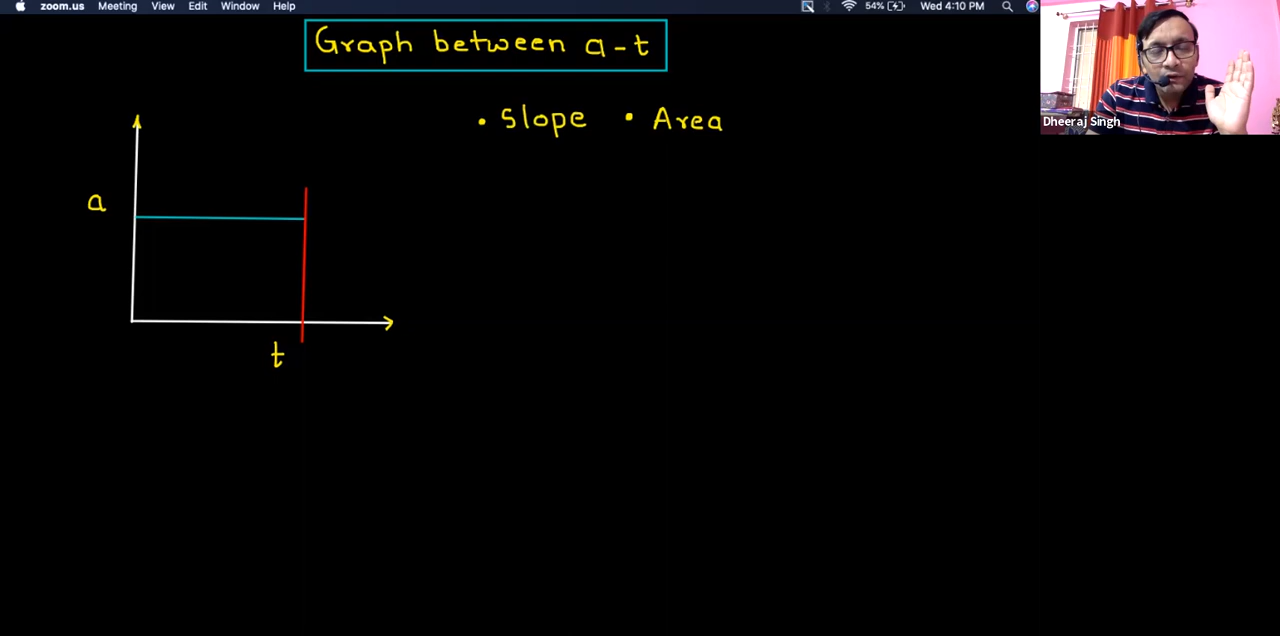 zoom.us Meeting View Edit Window Help 54% Wed 4:10 PM
Graph between a-t
• Slope • Area
a
t
Dheeraj Singh